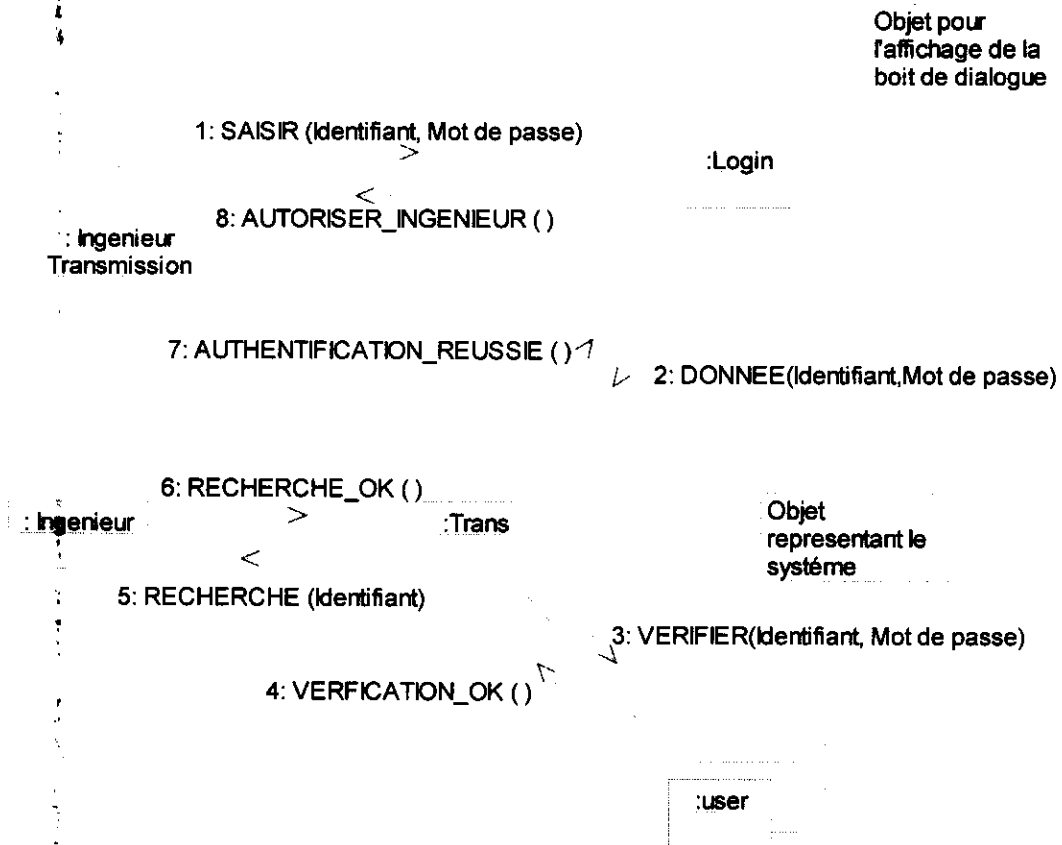 Objet pour
l'affichage de la
boit de dialogue
1: SAISIR (Identifiant, Mot de passe)
:Login
8: AUTORISER_INGENIEUR ( )
: Ingenieur
Transmission
7: AUTHENTIFICATION_REUSSIE ( )
2: DONNEE(Identifiant,Mot de passe)
6: RECHERCHE_OK ( )
: Ingenieur
:Trans
Objet
representant le
systéme
5: RECHERCHE (Identifiant)
3: VERIFIER(Identifiant, Mot de passe)
4: VERFICATION_OK ( )
:user